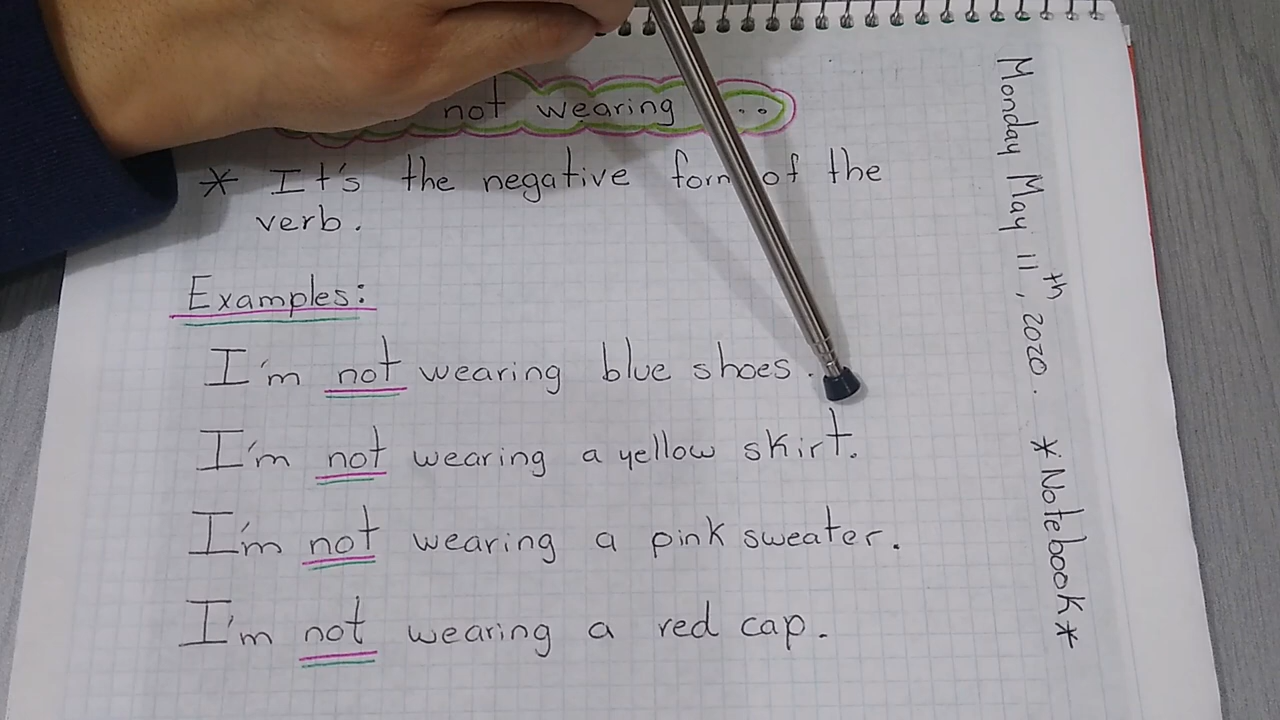 not wearing ...
* It's the negative form of the
verb.
Examples:
I'm not wearing blue shoes.
I'm not wearing a yellow skirt.
I'm not wearing a pink sweater.
I'm not wearing a red cap.
Monday May 11th, 2020. *Notebook*